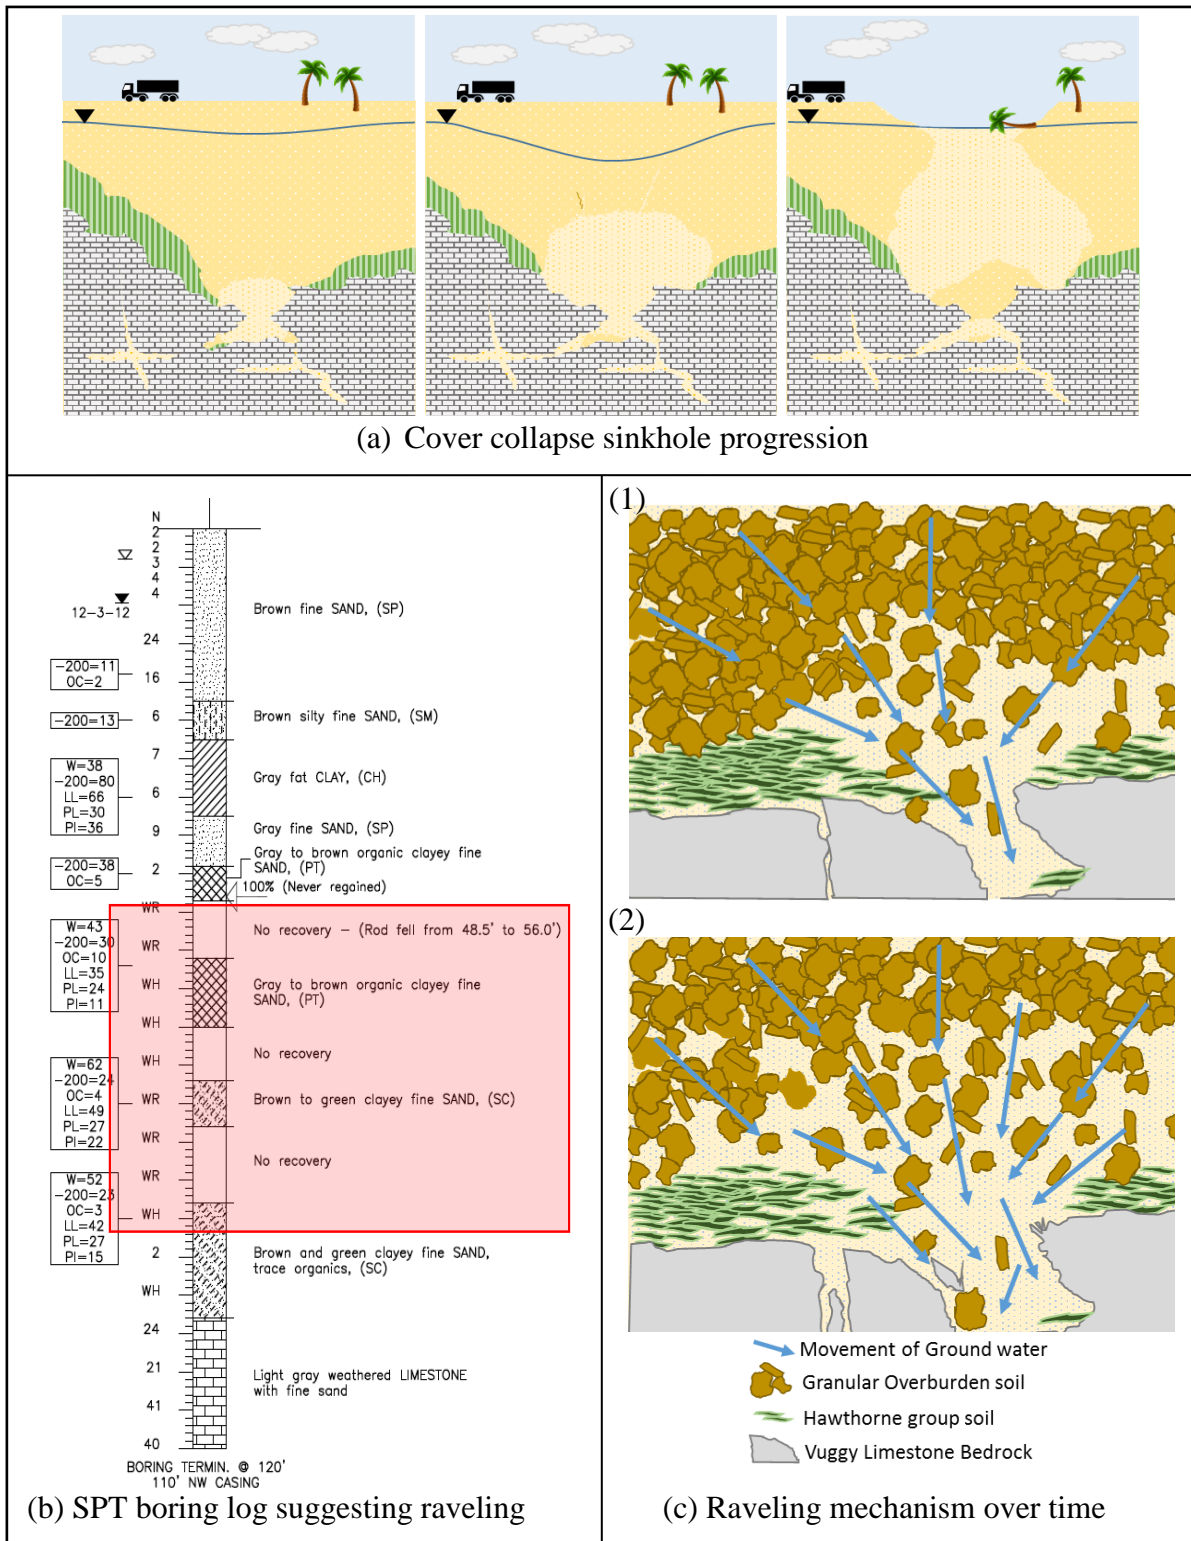 (a) Cover collapse sinkhole progression
N
2
2
3
4
4
12-3-12
24
16
6
7
6
9
2
WR
WR
WH
WH
WH
WR
WR
WR
WH
2
WH
24
21
41
40
-200=11
OC=2
-200=13
W=38
-200=80
LL=66
PL=30
PI=36
-200=38
OC=5
W=43
-200=30
OC=10
LL=35
PL=24
PI=11
W=62
-200=24
OC=4
LL=49
PL=27
PI=22
W=52
-200=23
OC=3
LL=42
PL=27
PI=15
Brown fine SAND, (SP)
Brown silty fine SAND, (SM)
Gray fat CLAY, (CH)
Gray fine SAND, (SP)
Gray to brown organic clayey fine
SAND, (PT)
100% (Never regained)
No recovery - (Rod fell from 48.5' to 56.0')
Gray to brown organic clayey fine
SAND, (PT)
No recovery
Brown to green clayey fine SAND, (SC)
No recovery
Brown and green clayey fine SAND,
trace organics, (SC)
Light gray weathered LIMESTONE
with fine sand
BORING TERMIN. @ 120'
110' NW CASING
(b) SPT boring log suggesting raveling
(1)
(2)
Movement of Ground water
Granular Overburden soil
Hawthorne group soil
Vuggy Limestone Bedrock
(c) Raveling mechanism over time